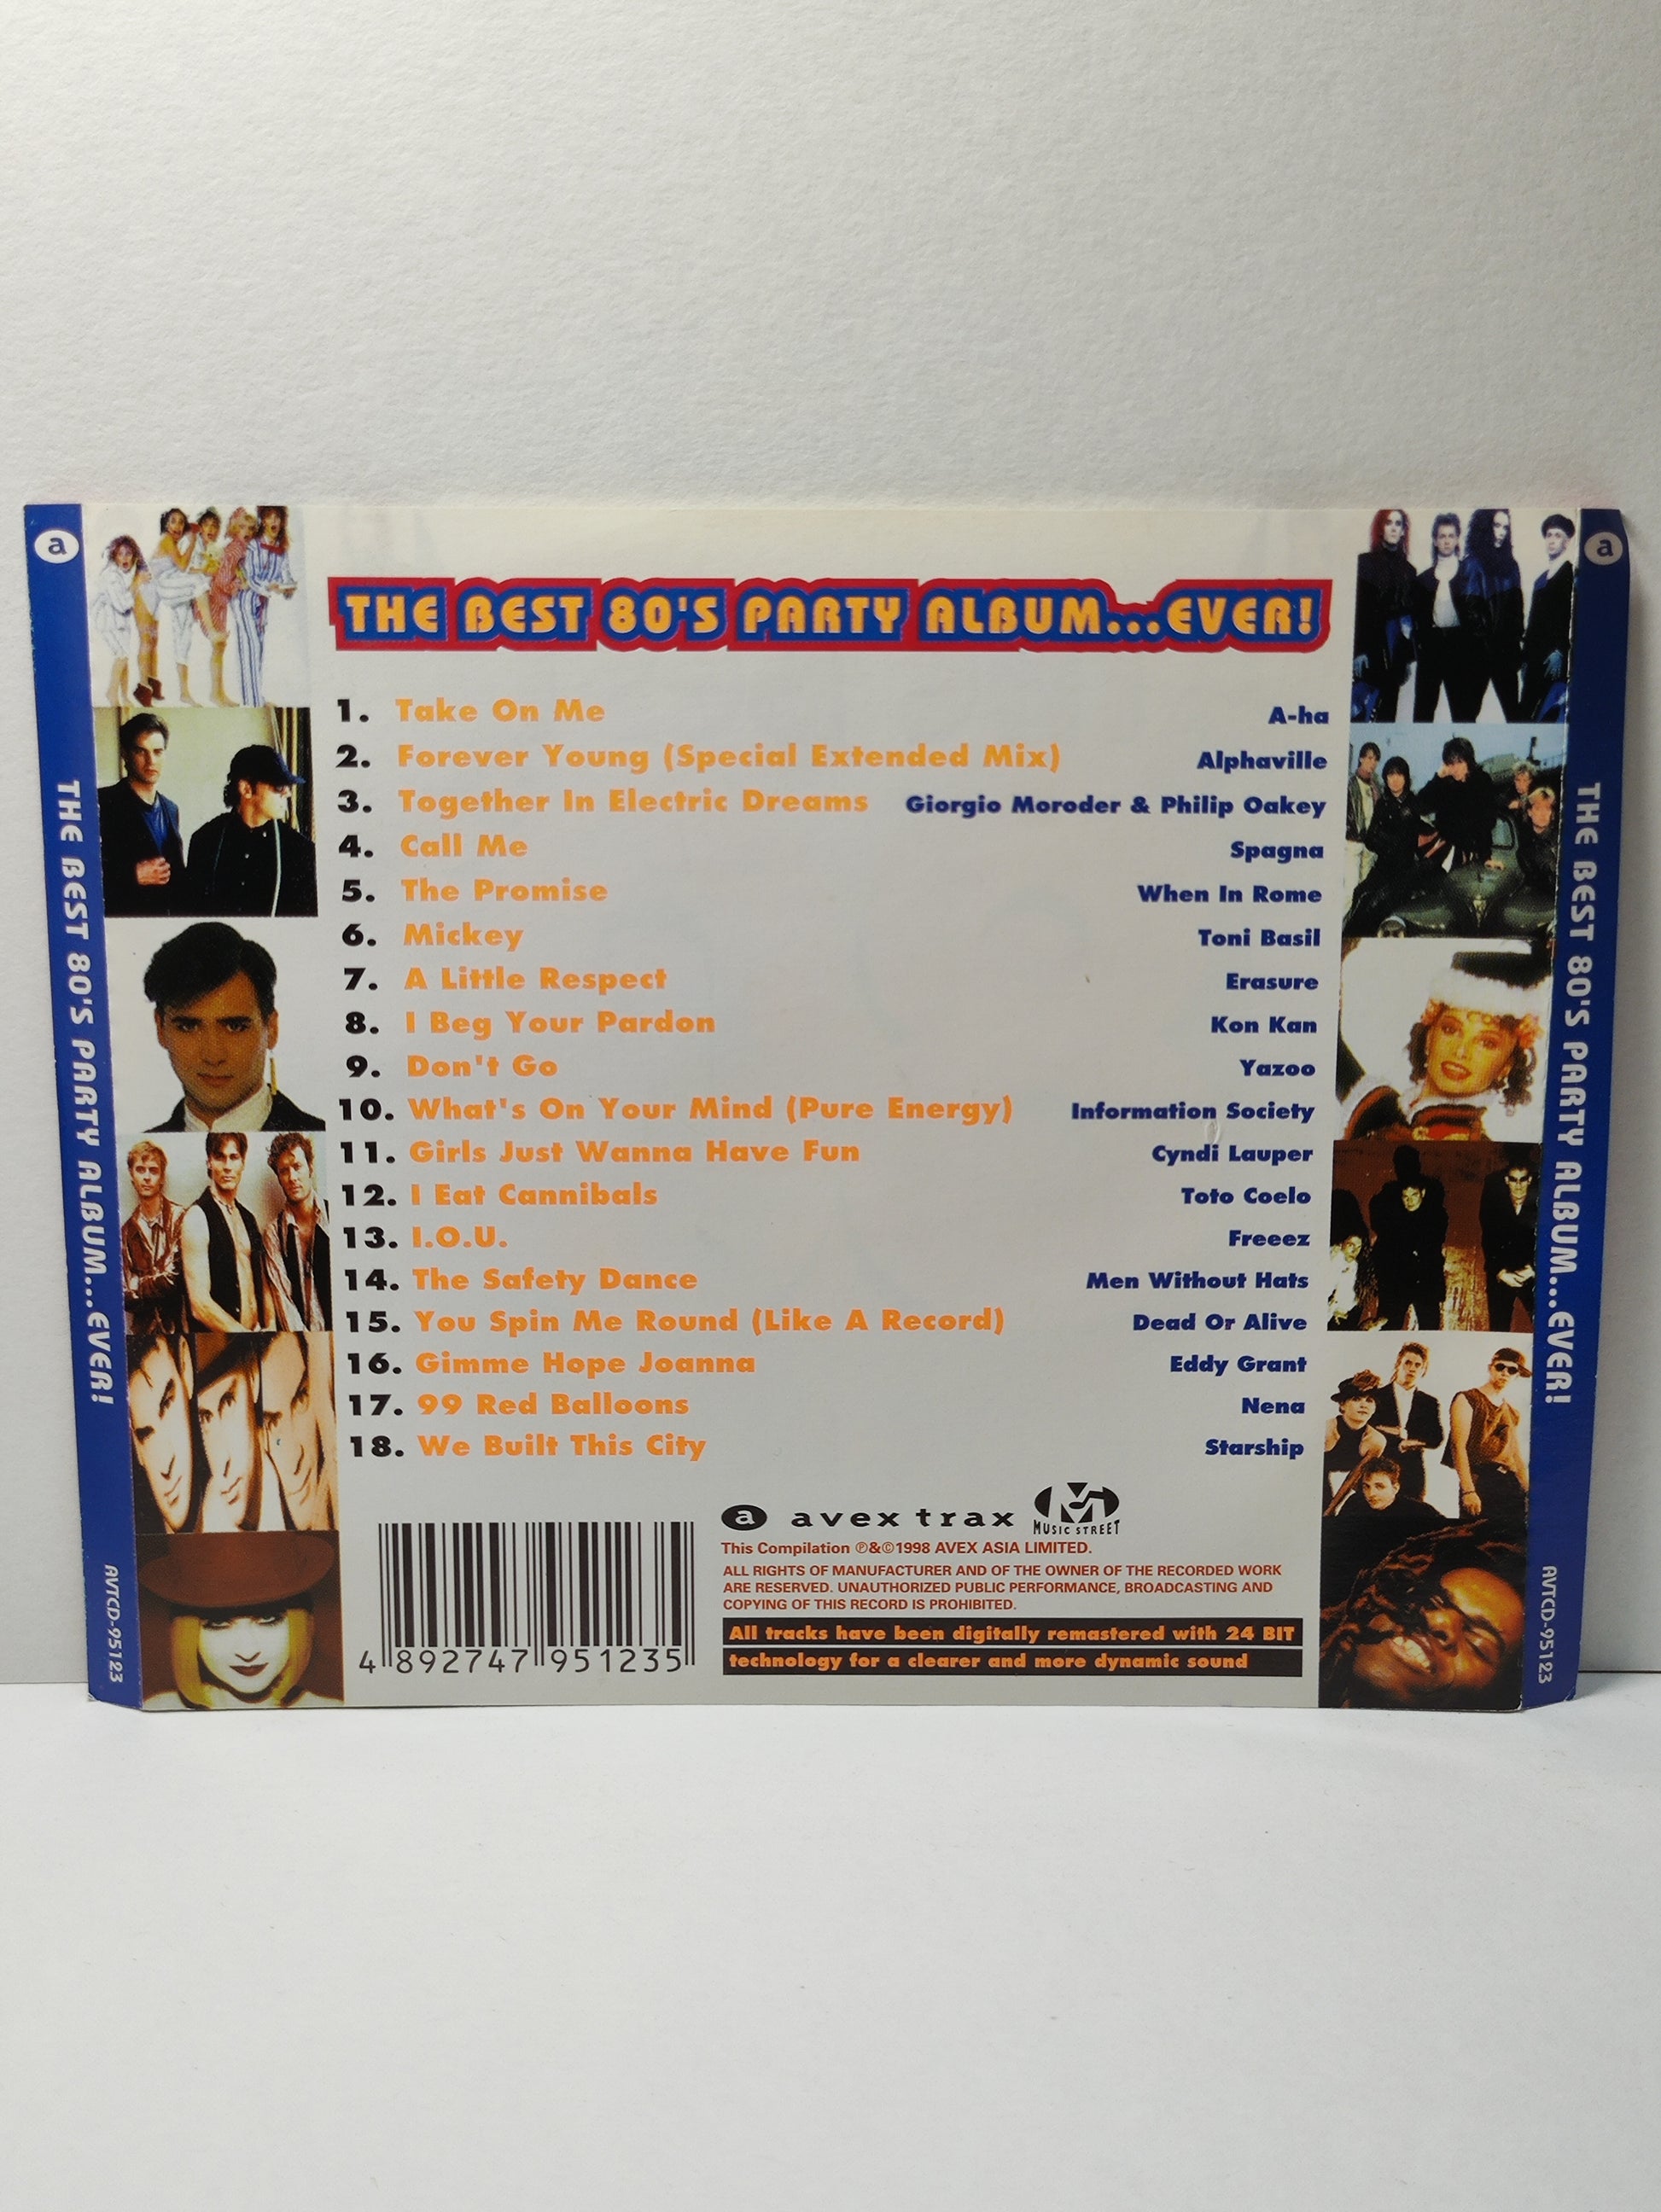 a
a
THE BEST 80'S PARTY ALBUM...EVER!
1. Take On Me A-ha
2. Forever Young (Special Extended Mix) Alphaville
3. Together In Electric Dreams Giorgio Moroder & Philip Oakey
4. Call Me Spagna
5. The Promise When In Rome
6. Mickey Toni Basil
7. A Little Respect Erasure
8. I Beg Your Pardon Kon Kan
9. Don't Go Yazoo
10. What's On Your Mind (Pure Energy) Information Society
11. Girls Just Wanna Have Fun Cyndi Lauper
12. I Eat Cannibals Toto Coelo
13. I.O.U. Freeez
14. The Safety Dance Men Without Hats
15. You Spin Me Round (Like A Record) Dead Or Alive
16. Gimme Hope Joanna Eddy Grant
17. 99 Red Balloons Nena
18. We Built This City Starship
a avex trax
MUSIC STREET
This Compilation ℗&©1998 AVEX ASIA LIMITED.
ALL RIGHTS OF MANUFACTURER AND OF THE OWNER OF THE RECORDED WORK
ARE RESERVED. UNAUTHORIZED PUBLIC PERFORMANCE, BROADCASTING AND
COPYING OF THIS RECORD IS PROHIBITED.
All tracks have been digitally remastered with 24 BIT
technology for a clearer and more dynamic sound
4 892747 951235
THE BEST 80'S PARTY ALBUM...EVER!
AVTCD-95123
THE BEST 80'S PARTY ALBUM...EVER!
AVTCD-95123